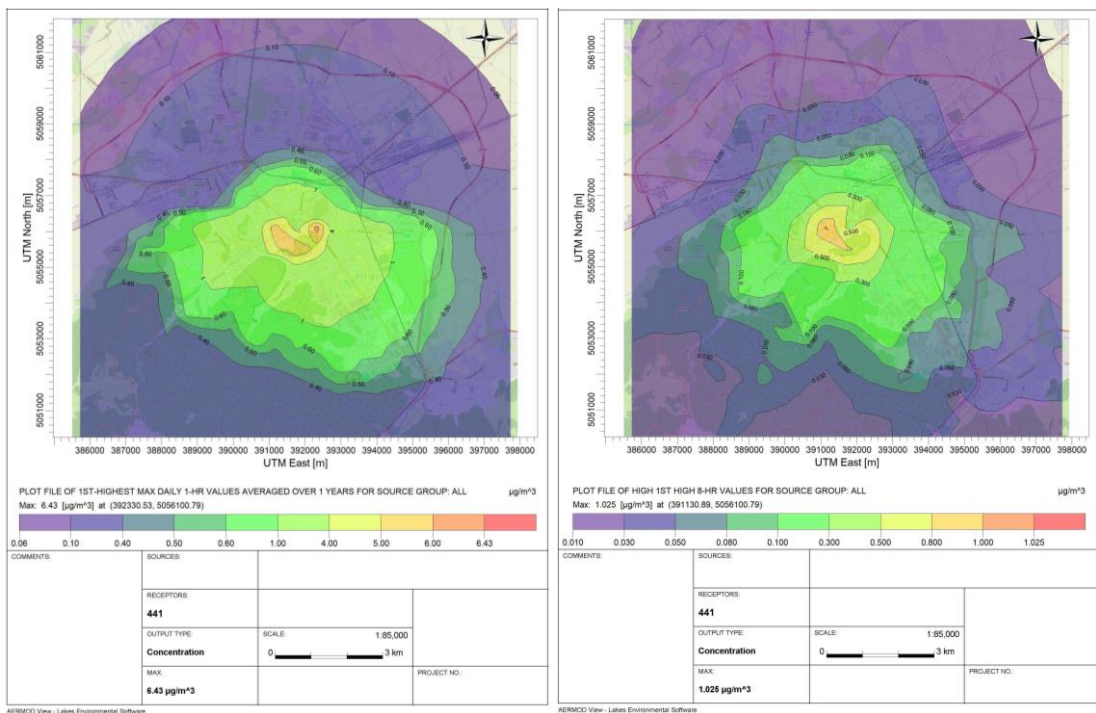 5061000
5059000
5057000
5055000
5053000
5051000
UTM North [m]
386000 387000 388000 389000 390000 391000 392000 393000 394000 395000 396000 397000 398000
UTM East [m]
PLOT FILE OF 1ST-HIGHEST MAX DAILY 1-HR VALUES AVERAGED OVER 1 YEARS FOR SOURCE GROUP: ALL
µg/m^3
Max: 6.43 [µg/m^3] at (392330.53, 5056100.79)
0.06 0.10 0.40 0.50 0.60 1.00 4.00 5.00 6.00 6.43
COMMENTS:
SOURCES:
RECEPTORS:
441
OUTPUT TYPE:
Concentration
SCALE:
1:85,000
0
3 km
MAX:
6.43 µg/m^3
PROJECT NO.:
AERMOD View - Lakes Environmental Software
5061000
5059000
5057000
5055000
5053000
5051000
UTM North [m]
386000 387000 388000 389000 390000 391000 392000 393000 394000 395000 396000 397000 398000
UTM East [m]
PLOT FILE OF HIGH 1ST HIGH 8-HR VALUES FOR SOURCE GROUP: ALL
µg/m^3
Max: 1.025 [µg/m^3] at (391130.89, 5056100.79)
0.010 0.030 0.050 0.080 0.100 0.300 0.500 0.800 1.000 1.025
COMMENTS:
SOURCES:
RECEPTORS:
441
OUTPUT TYPE:
Concentration
SCALE:
1:85,000
0
3 km
MAX:
1.025 µg/m^3
PROJECT NO.:
AERMOD View - Lakes Environmental Software